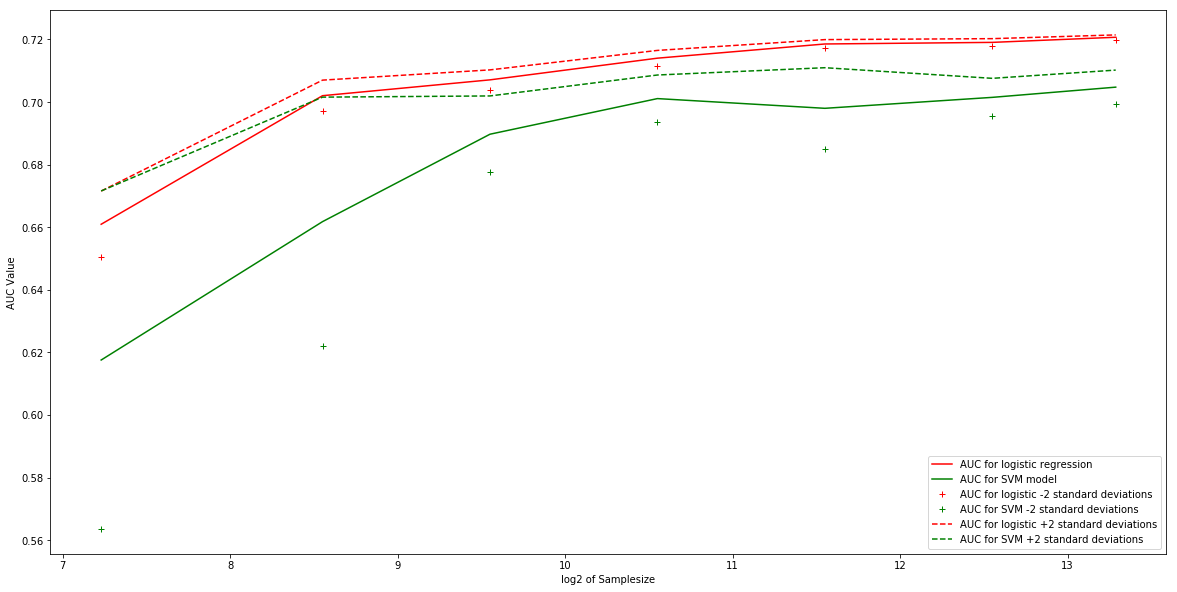 0.72
0.70
0.68
0.66
0.64
0.62
0.60
0.58
0.56
AUC Value
7
8
9
10
11
12
13
log2 of Samplesize
AUC for logistic regression
AUC for SVM model
AUC for logistic -2 standard deviations
AUC for SVM -2 standard deviations
AUC for logistic +2 standard deviations
AUC for SVM +2 standard deviations